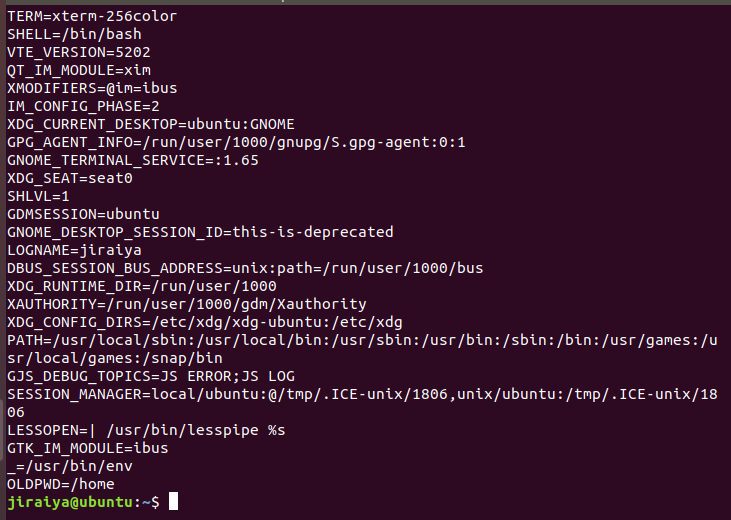 TERM=xterm-256color
SHELL=/bin/bash
VTE_VERSION=5202
QT_IM_MODULE=xim
XMODIFIERS=@im=ibus
IM_CONFIG_PHASE=2
XDG_CURRENT_DESKTOP=ubuntu:GNOME
GPG_AGENT_INFO=/run/user/1000/gnupg/S.gpg-agent:0:1
GNOME_TERMINAL_SERVICE=:1.65
XDG_SEAT=seat0
SHLVL=1
GDMSESSION=ubuntu
GNOME_DESKTOP_SESSION_ID=this-is-deprecated
LOGNAME=jiraiya
DBUS_SESSION_BUS_ADDRESS=unix:path=/run/user/1000/bus
XDG_RUNTIME_DIR=/run/user/1000
XAUTHORITY=/run/user/1000/gdm/Xauthority
XDG_CONFIG_DIRS=/etc/xdg/xdg-ubuntu:/etc/xdg
PATH=/usr/local/sbin:/usr/local/bin:/usr/sbin:/usr/bin:/sbin:/bin:/usr/games:/u
sr/local/games:/snap/bin
GJS_DEBUG_TOPICS=JS ERROR;JS LOG
SESSION_MANAGER=local/ubuntu:@/tmp/.ICE-unix/1806,unix/ubuntu:/tmp/.ICE-unix/18
06
LESSOPEN=| /usr/bin/lesspipe %s
GTK_IM_MODULE=ibus
_=/usr/bin/env
OLDPWD=/home
jiraiya@ubuntu:~$